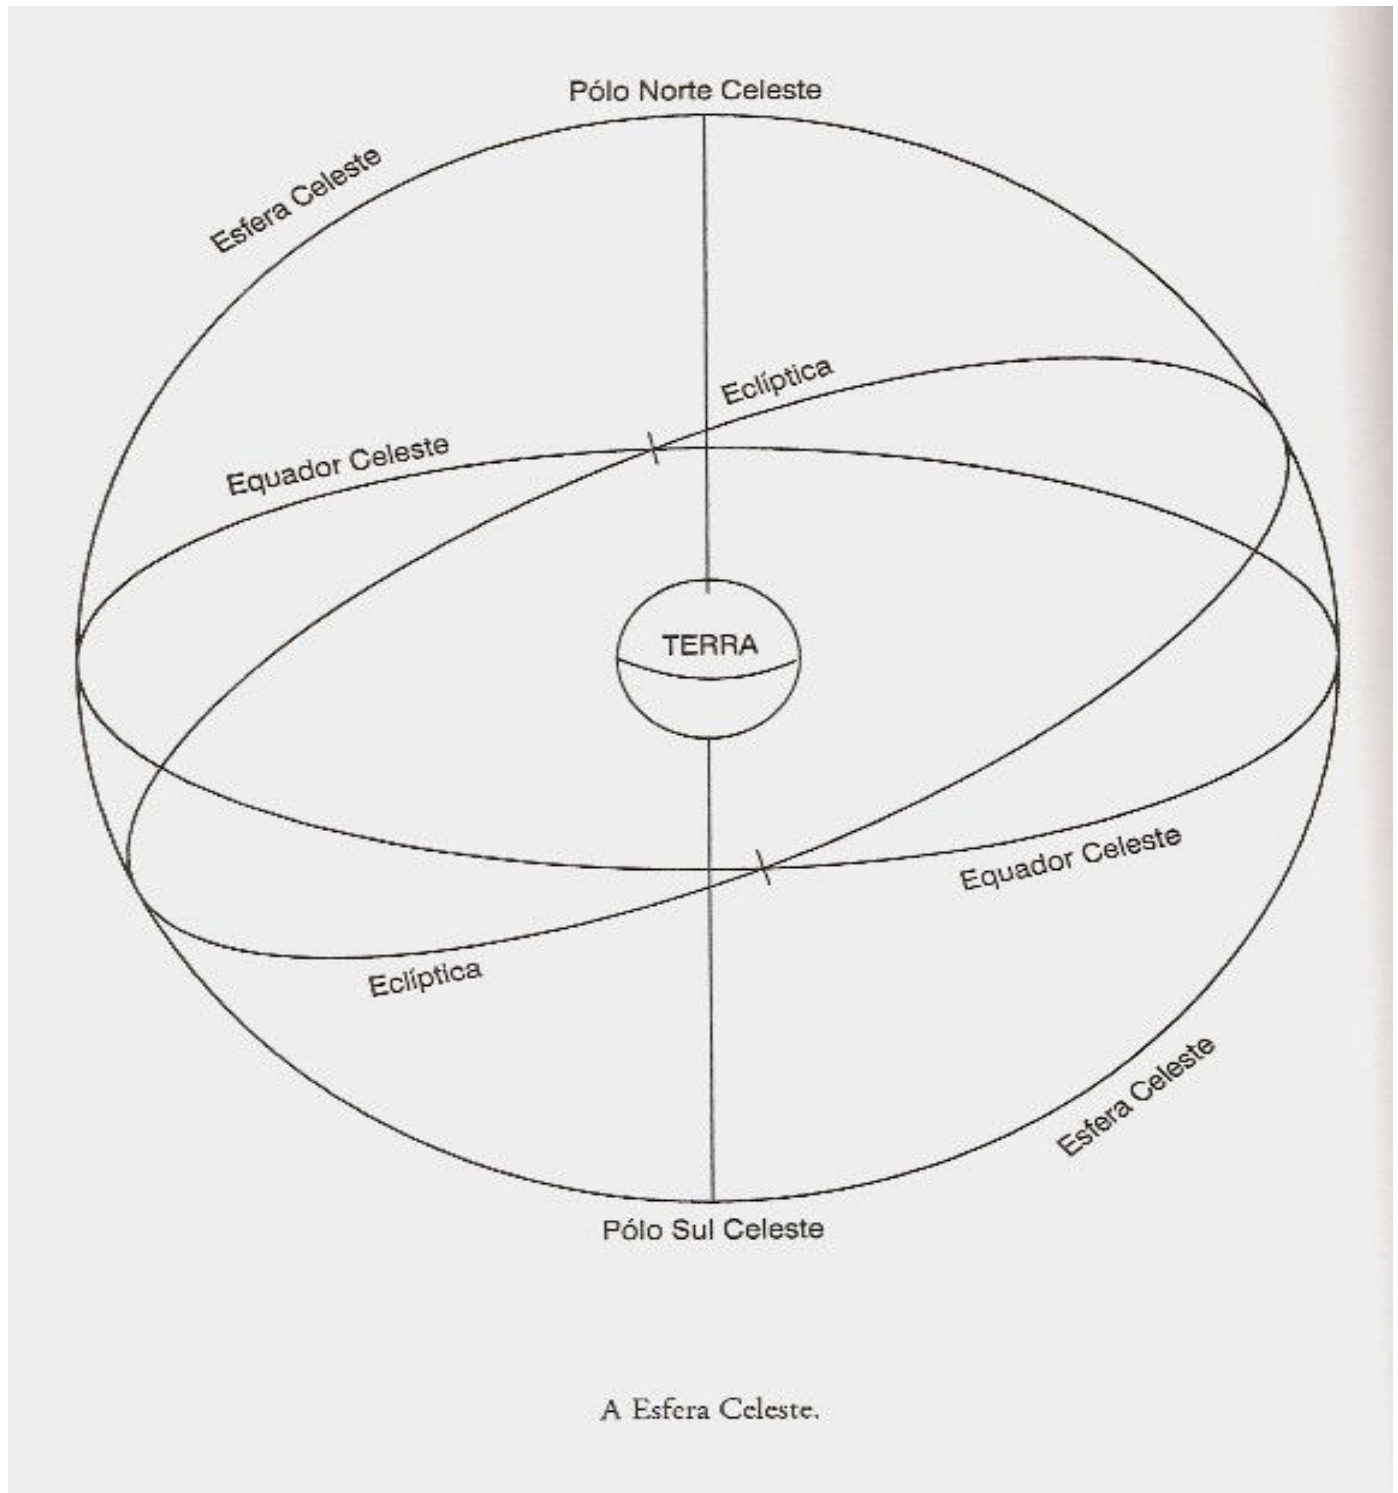 Pólo Norte Celeste
Esfera Celeste
Eclíptica
Equador Celeste
TERRA
Equador Celeste
Eclíptica
Esfera Celeste
Pólo Sul Celeste
A Esfera Celeste.